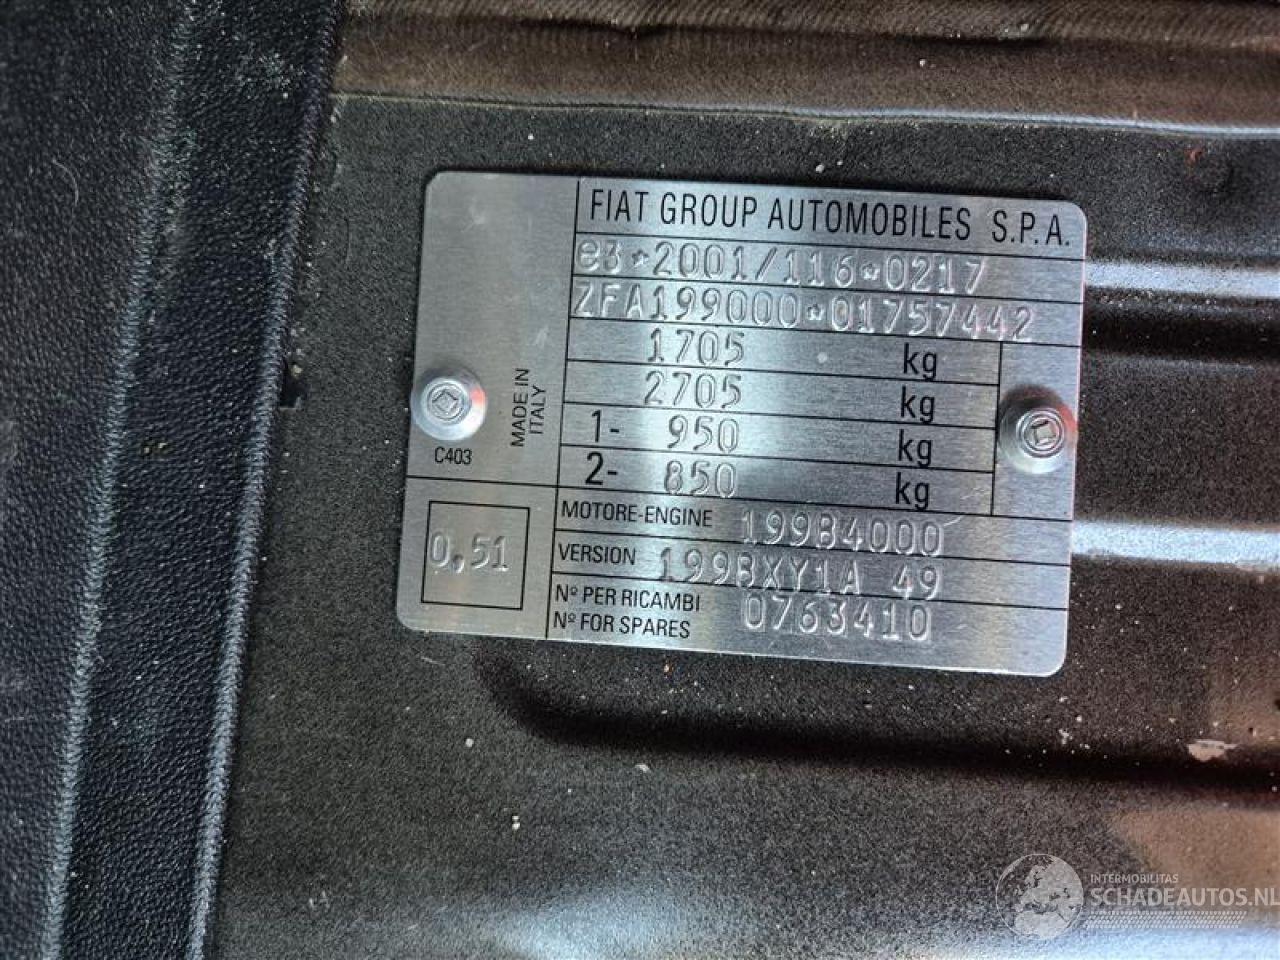 FIAT GROUP AUTOMOBILES S.P.A.
e3*2001/116*0217
ZFA199000*01757442
1705 kg
2705 kg
1- 950 kg
2- 850 kg
MADE IN
ITALY
C403
0,51
MOTORE-ENGINE 199B4000
VERSION 199BXY1A 49
Nº PER RICAMBI
Nº FOR SPARES 0763410
INTERMOBILITAS
SCHADEAUTOS.NL